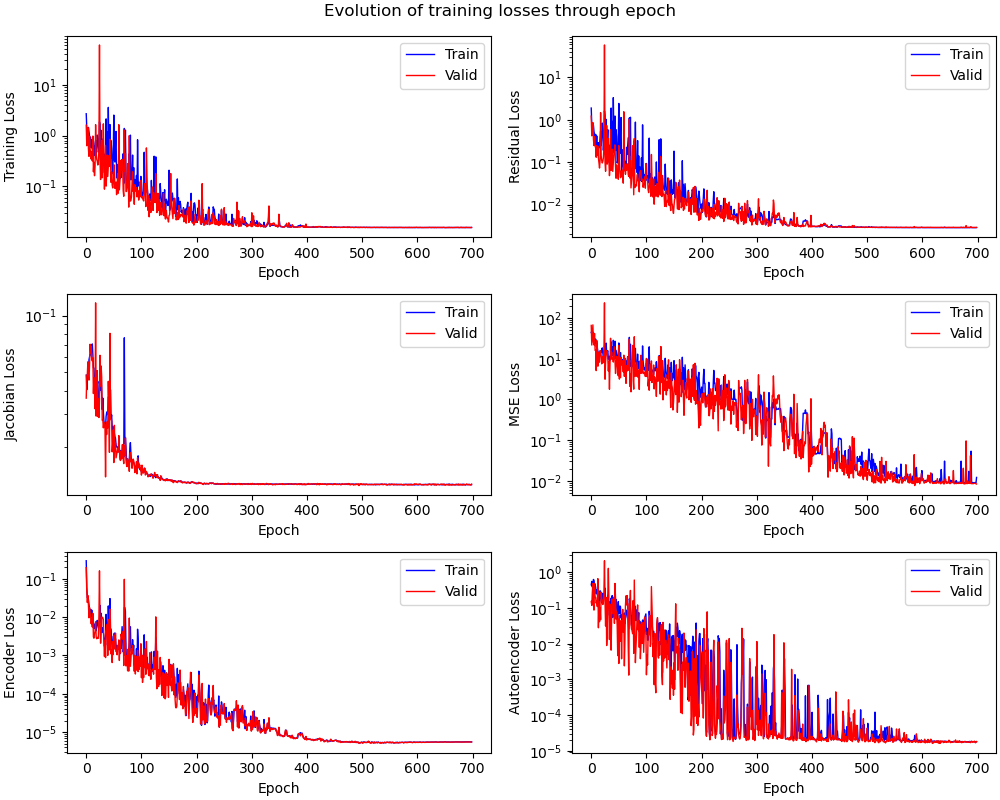 Evolution of training losses through epoch
Training Loss
10¹
10⁰
10⁻¹
0 100 200 300 400 500 600 700
Epoch
Train
Valid
Residual Loss
10¹
10⁰
10⁻¹
10⁻²
0 100 200 300 400 500 600 700
Epoch
Train
Valid
Jacobian Loss
10⁻¹
0 100 200 300 400 500 600 700
Epoch
Train
Valid
MSE Loss
10²
10¹
10⁰
10⁻¹
10⁻²
0 100 200 300 400 500 600 700
Epoch
Train
Valid
Encoder Loss
10⁻¹
10⁻²
10⁻³
10⁻⁴
10⁻⁵
0 100 200 300 400 500 600 700
Epoch
Train
Valid
Autoencoder Loss
10⁰
10⁻¹
10⁻²
10⁻³
10⁻⁴
10⁻⁵
0 100 200 300 400 500 600 700
Epoch
Train
Valid